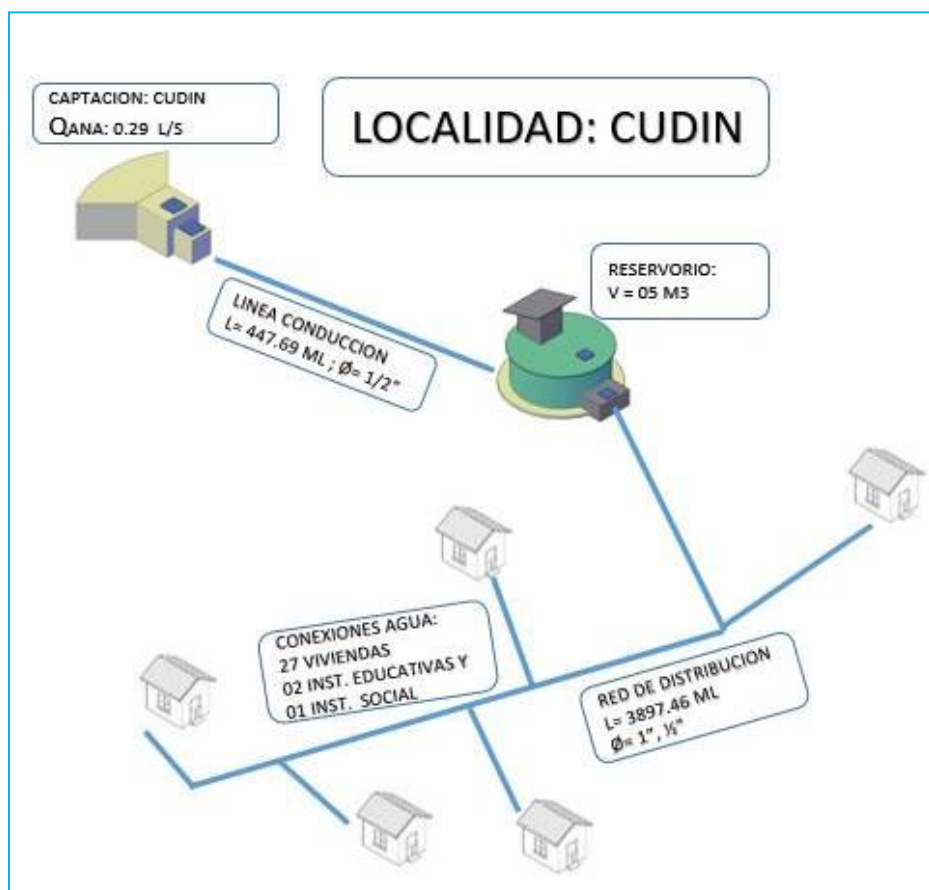 CAPTACION: CUDIN
QANA: 0.29 L/S
LOCALIDAD: CUDIN
RESERVORIO:
V = 05 M3
LINEA CONDUCCION
L= 447.69 ML ; Ø= 1/2"
CONEXIONES AGUA:
27 VIVIENDAS
02 INST. EDUCATIVAS Y
01 INST. SOCIAL
RED DE DISTRIBUCION
L= 3897.46 ML
Ø= 1", ½"